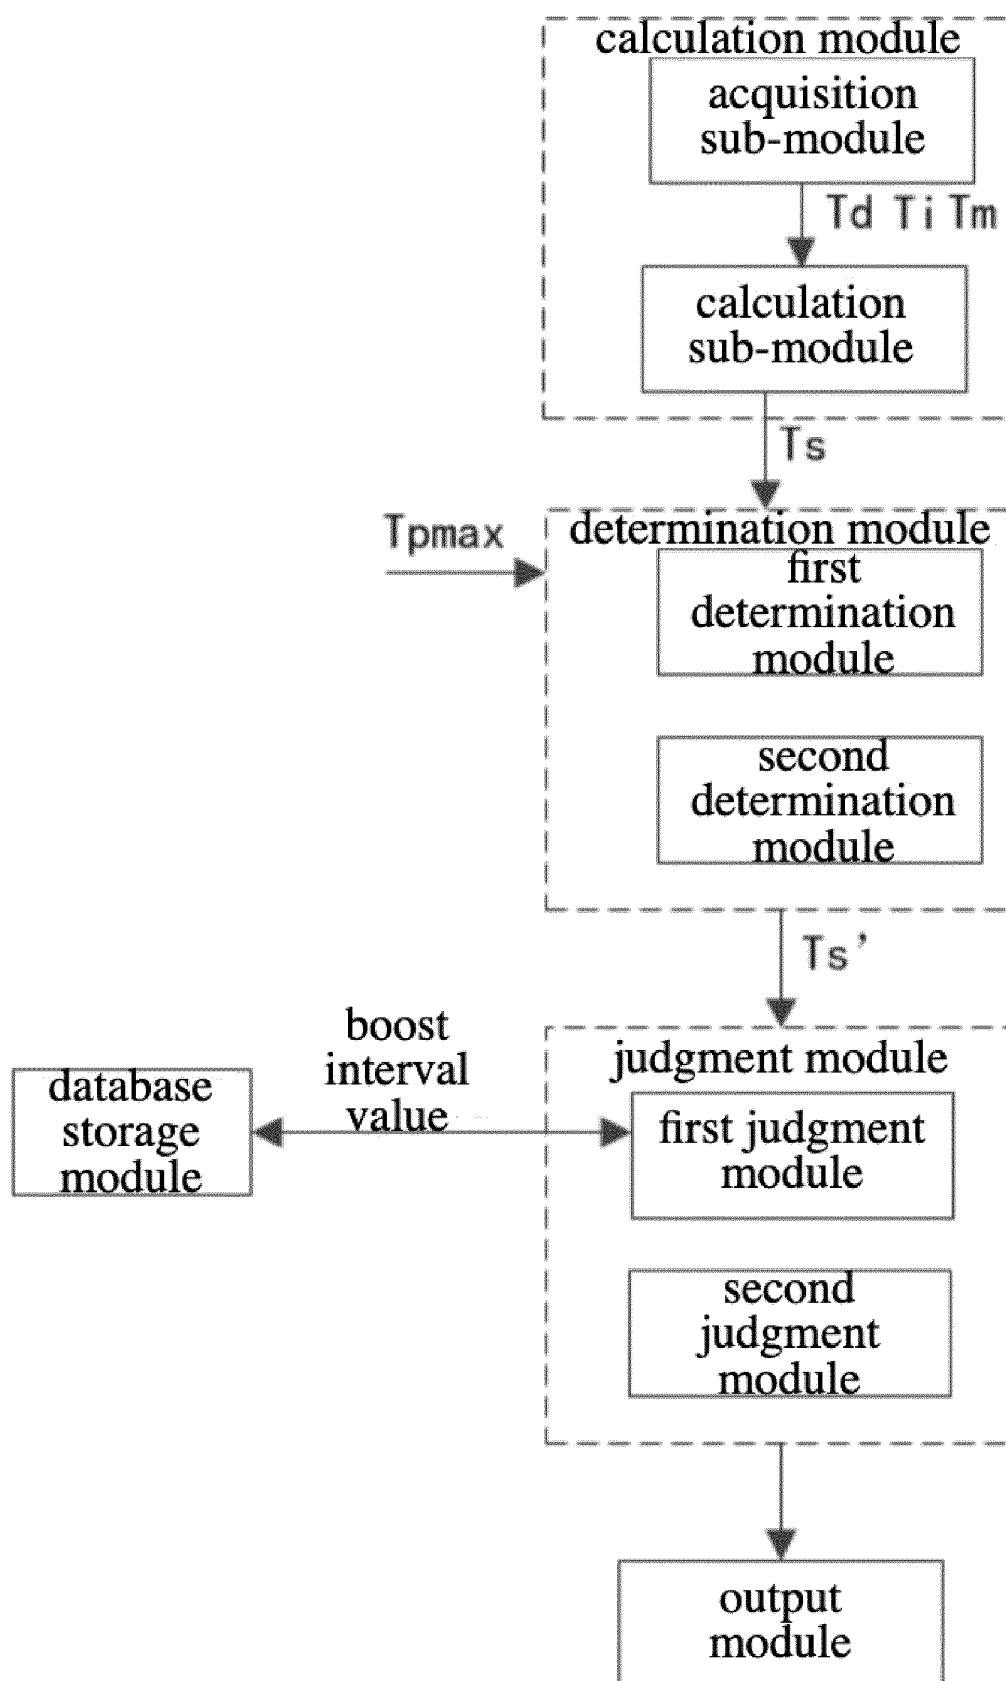 calculation module
acquisition
sub-module
Td Ti Tm
calculation
sub-module
Ts
Tpmax
determination module
first
determination
module
second
determination
module
Ts’
boost
interval
value
database
storage
module
judgment module
first judgment
module
second
judgment
module
output
module